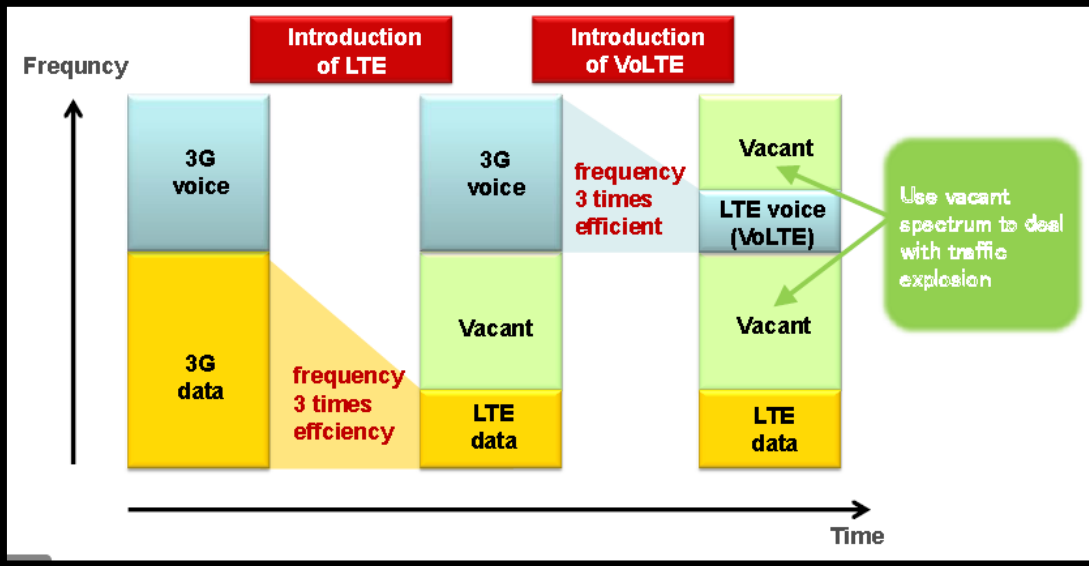 Introduction
of LTE
Introduction
of VoLTE
Frequncy
3G
voice
3G
data
frequency
3 times
effciency
3G
voice
Vacant
LTE
data
frequency
3 times
efficient
Vacant
LTE voice
(VoLTE)
Vacant
LTE
data
Use vacant
spectrum to deal
with traffic
explosion
Time